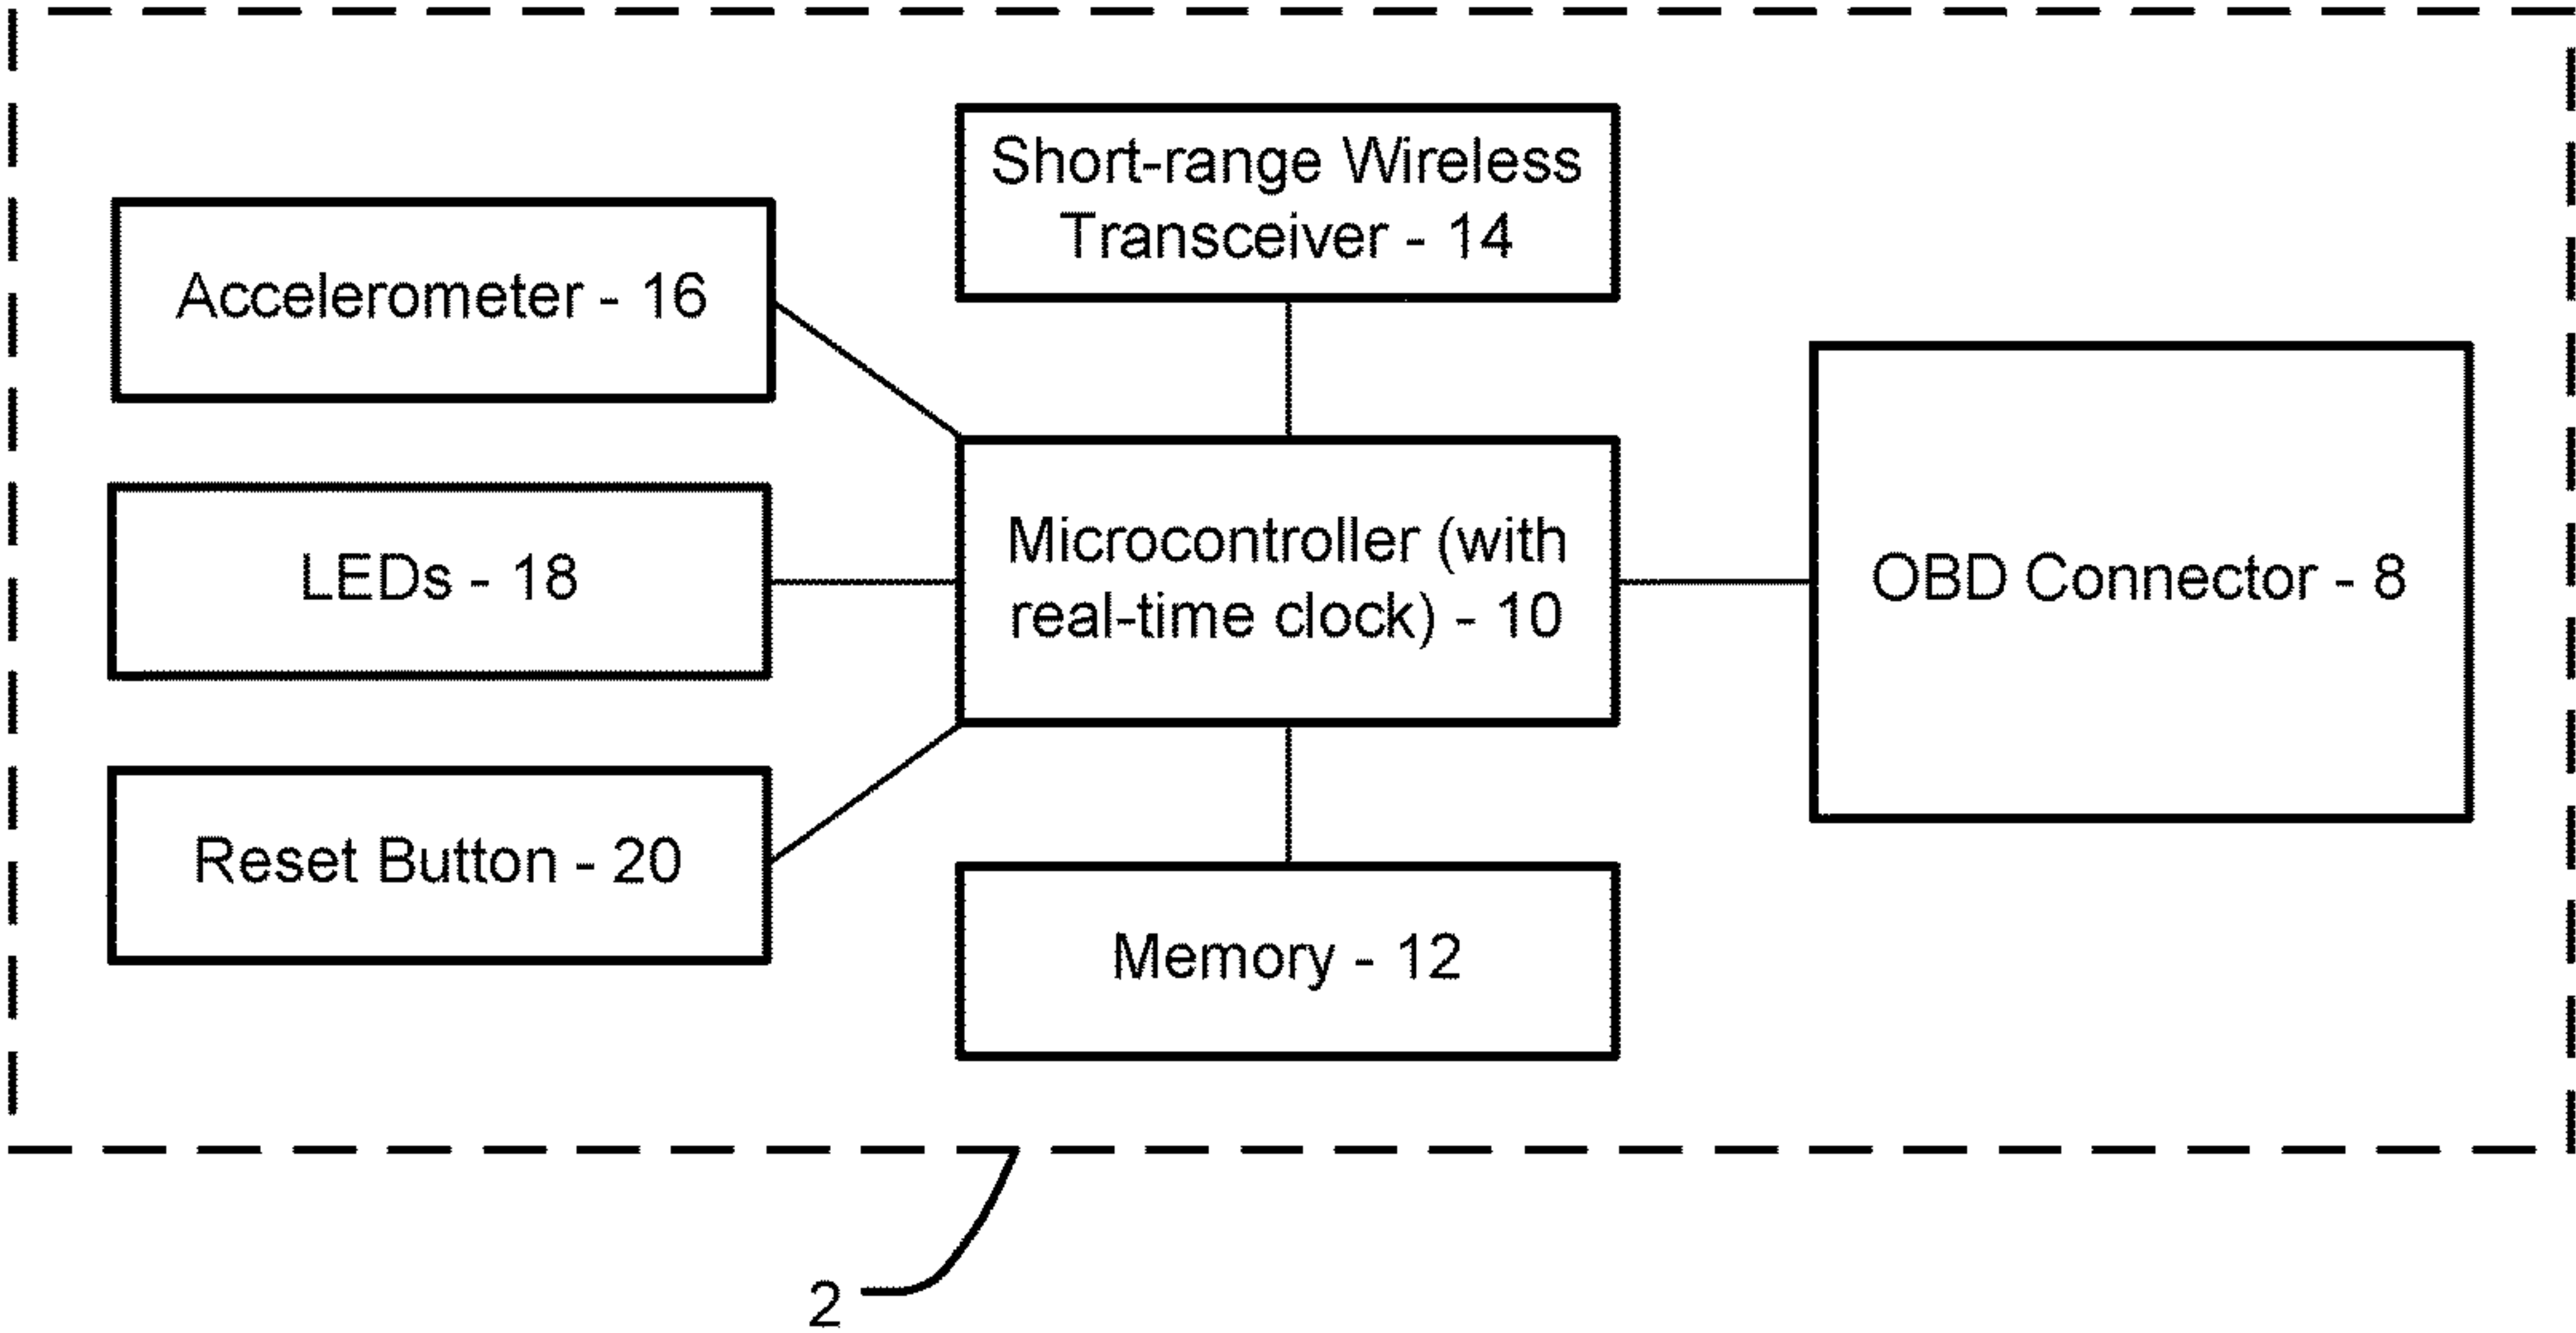 Short-range Wireless
Transceiver - 14
Accelerometer - 16
LEDs - 18
Microcontroller (with
real-time clock) - 10
OBD Connector - 8
Reset Button - 20
Memory - 12
2